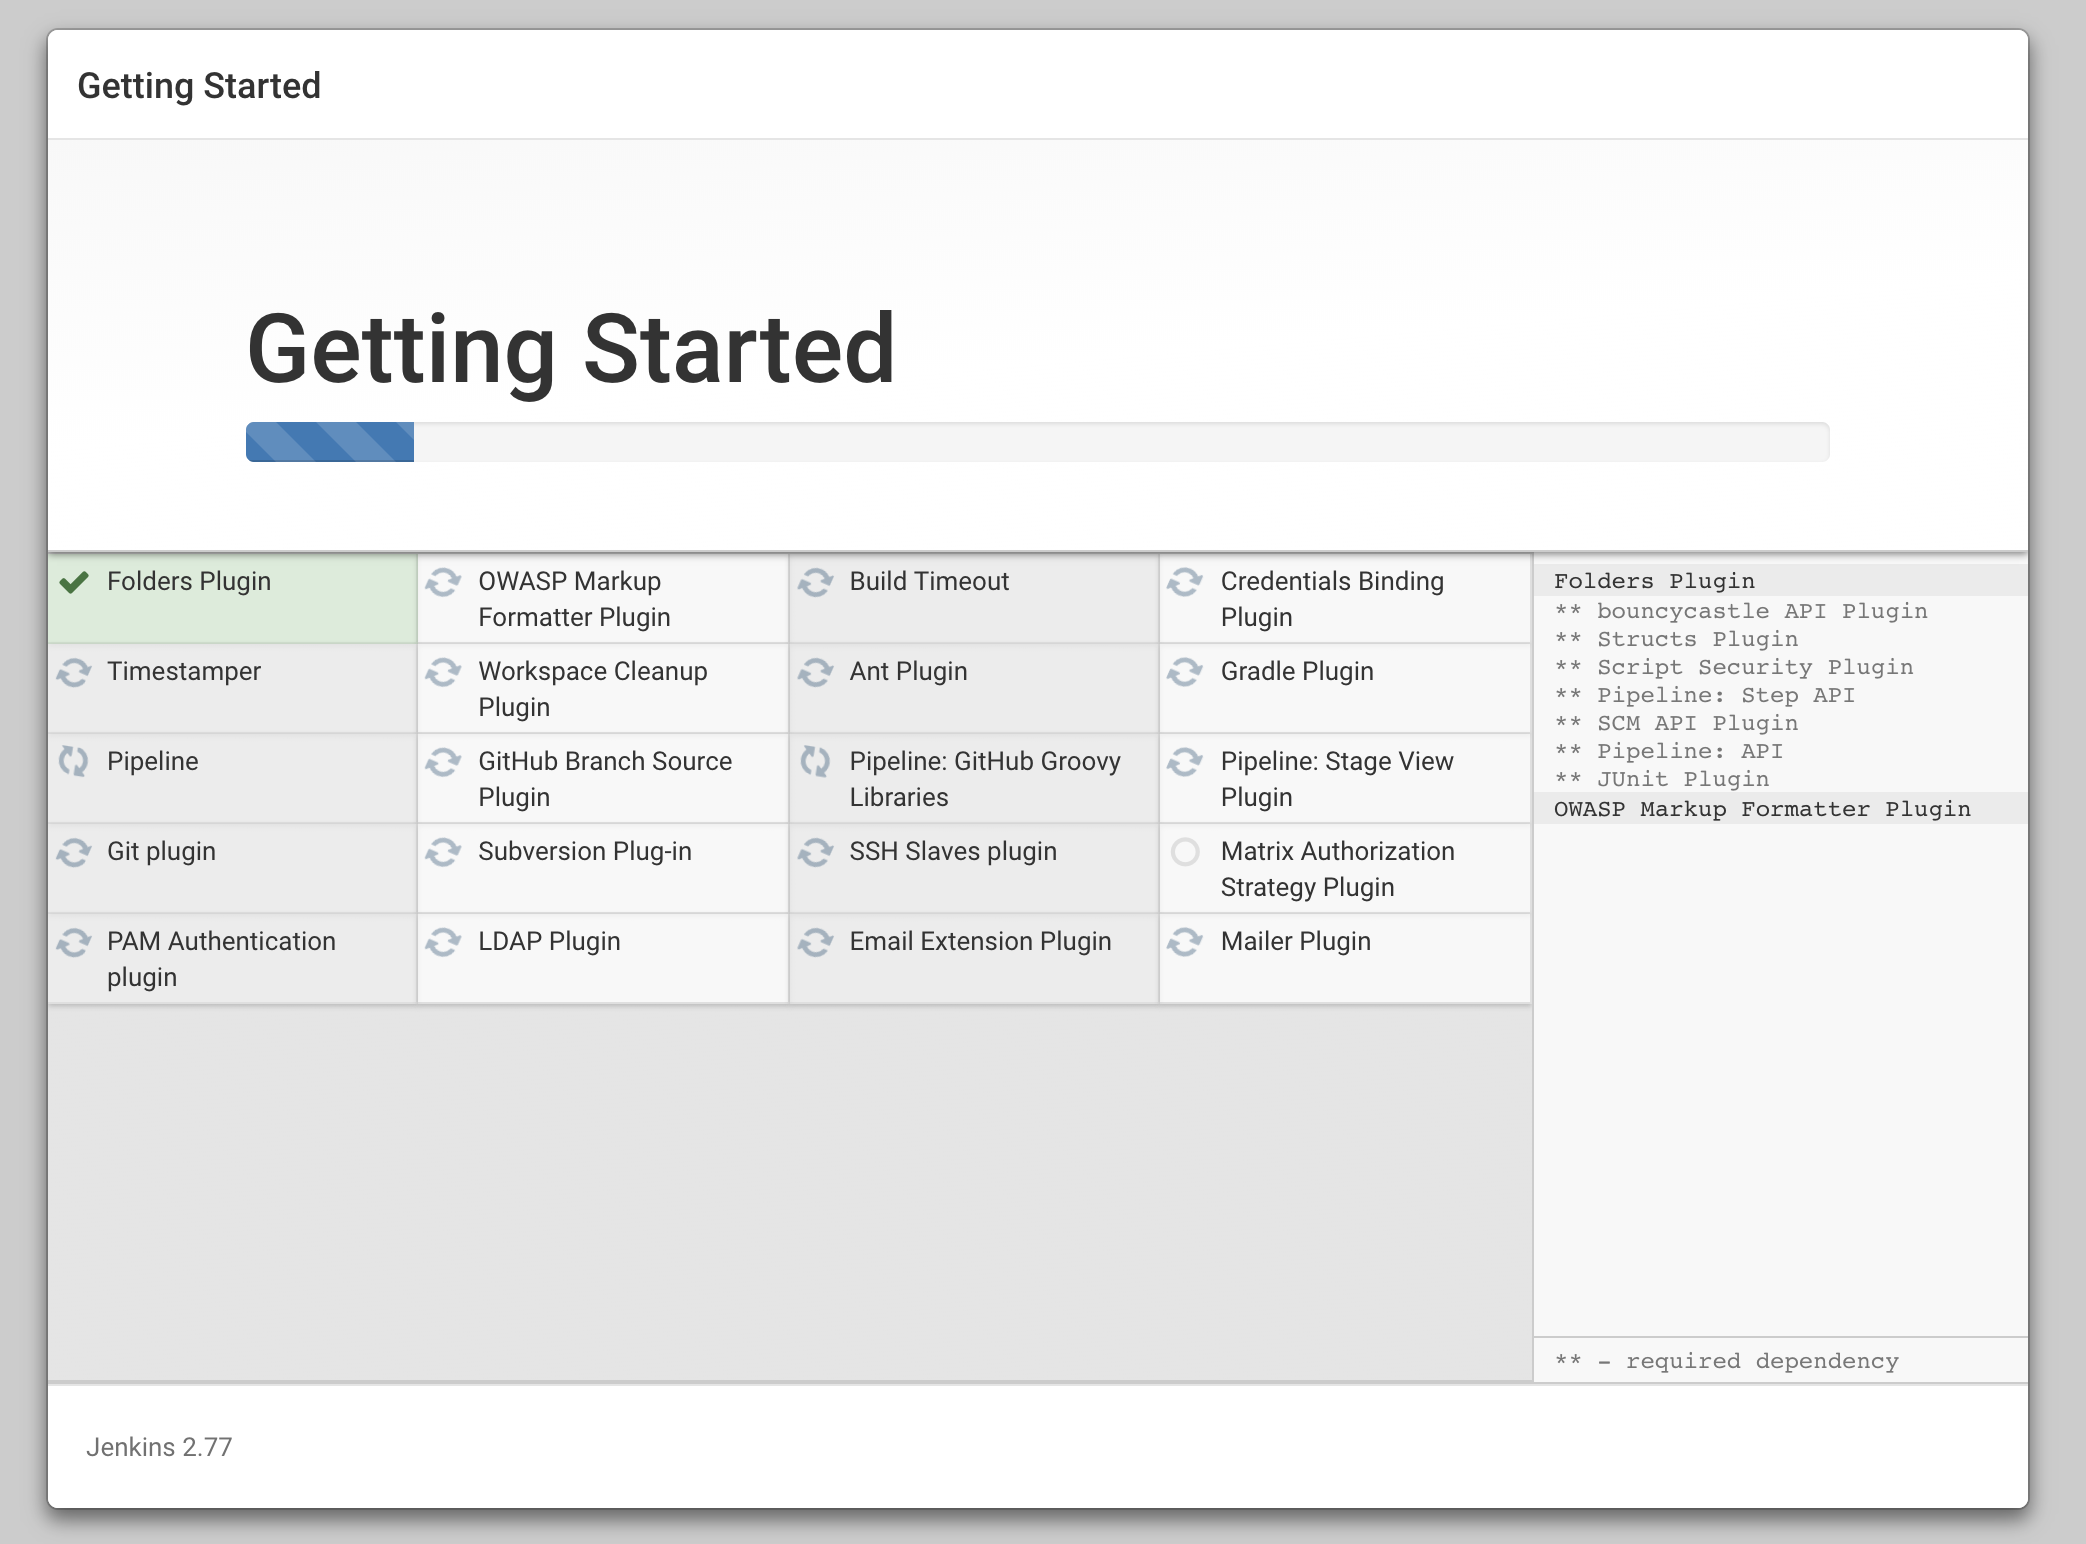 Getting Started
Getting Started
Folders Plugin
OWASP Markup
Formatter Plugin
Build Timeout
Credentials Binding
Plugin
Timestamper
Workspace Cleanup
Plugin
Ant Plugin
Gradle Plugin
Pipeline
GitHub Branch Source
Plugin
Pipeline: GitHub Groovy
Libraries
Pipeline: Stage View
Plugin
Git plugin
Subversion Plug-in
SSH Slaves plugin
Matrix Authorization
Strategy Plugin
PAM Authentication
plugin
LDAP Plugin
Email Extension Plugin
Mailer Plugin
Folders Plugin
** bouncycastle API Plugin
** Structs Plugin
** Script Security Plugin
** Pipeline: Step API
** SCM API Plugin
** Pipeline: API
** JUnit Plugin
OWASP Markup Formatter Plugin
** - required dependency
Jenkins 2.77